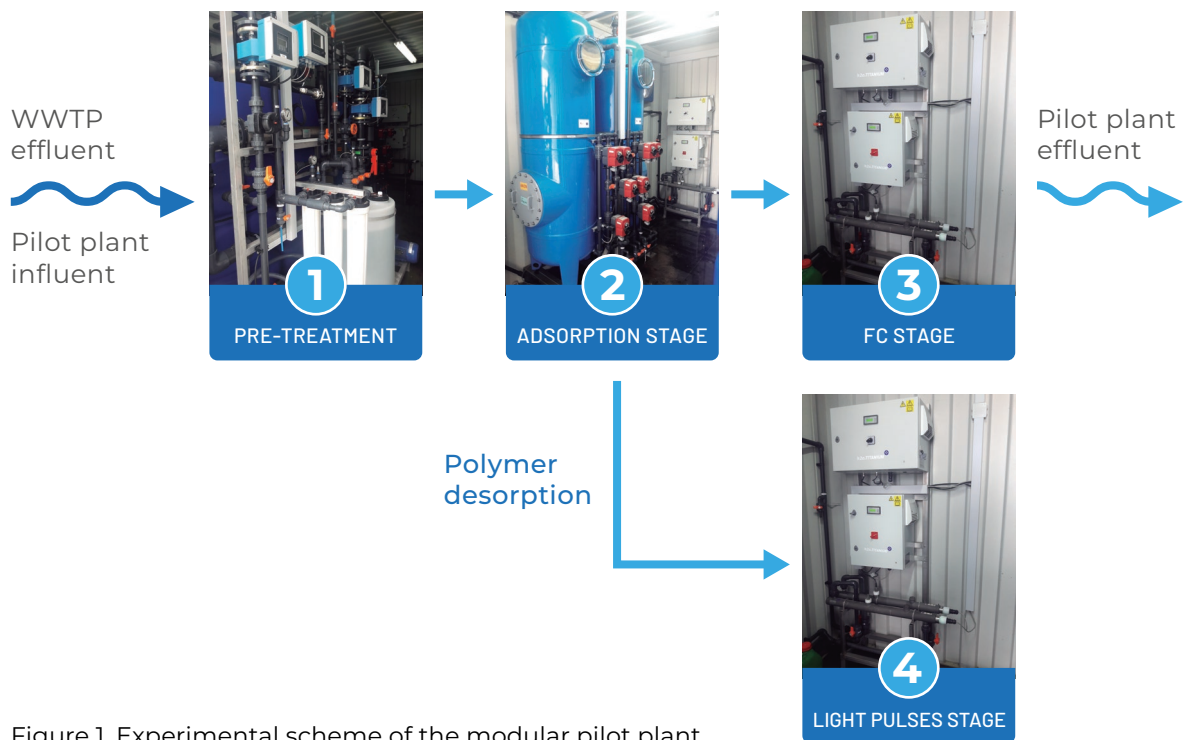 WWTP
effluent
Pilot plant
influent
1
PRE-TREATMENT
2
ADSORPTION STAGE
3
FC STAGE
Pilot plant
effluent
Polymer
desorption
4
LIGHT PULSES STAGE
Figure 1. Experimental scheme of the modular pilot plant